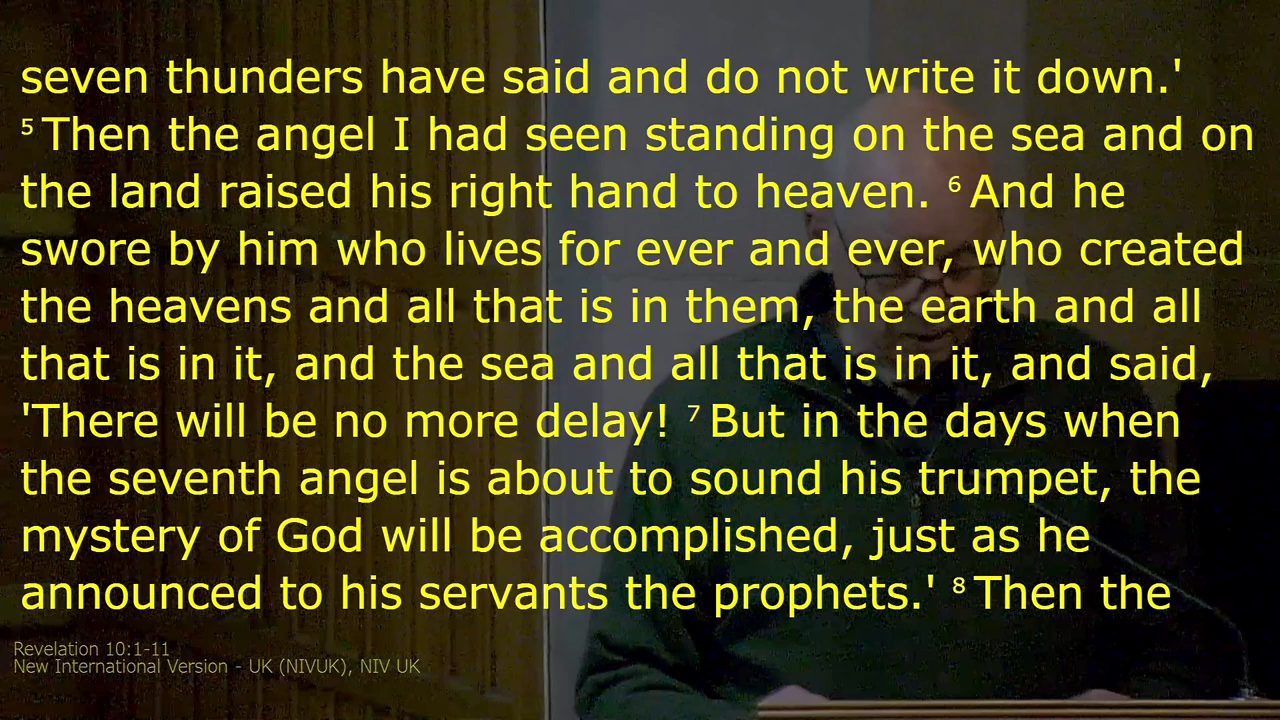 seven thunders have said and do not write it down.'
⁵ Then the angel I had seen standing on the sea and on
the land raised his right hand to heaven. ⁶ And he
swore by him who lives for ever and ever, who created
the heavens and all that is in them, the earth and all
that is in it, and the sea and all that is in it, and said,
'There will be no more delay! ⁷ But in the days when
the seventh angel is about to sound his trumpet, the
mystery of God will be accomplished, just as he
announced to his servants the prophets.' ⁸ Then the
Revelation 10:1-11
New International Version - UK (NIVUK), NIV UK